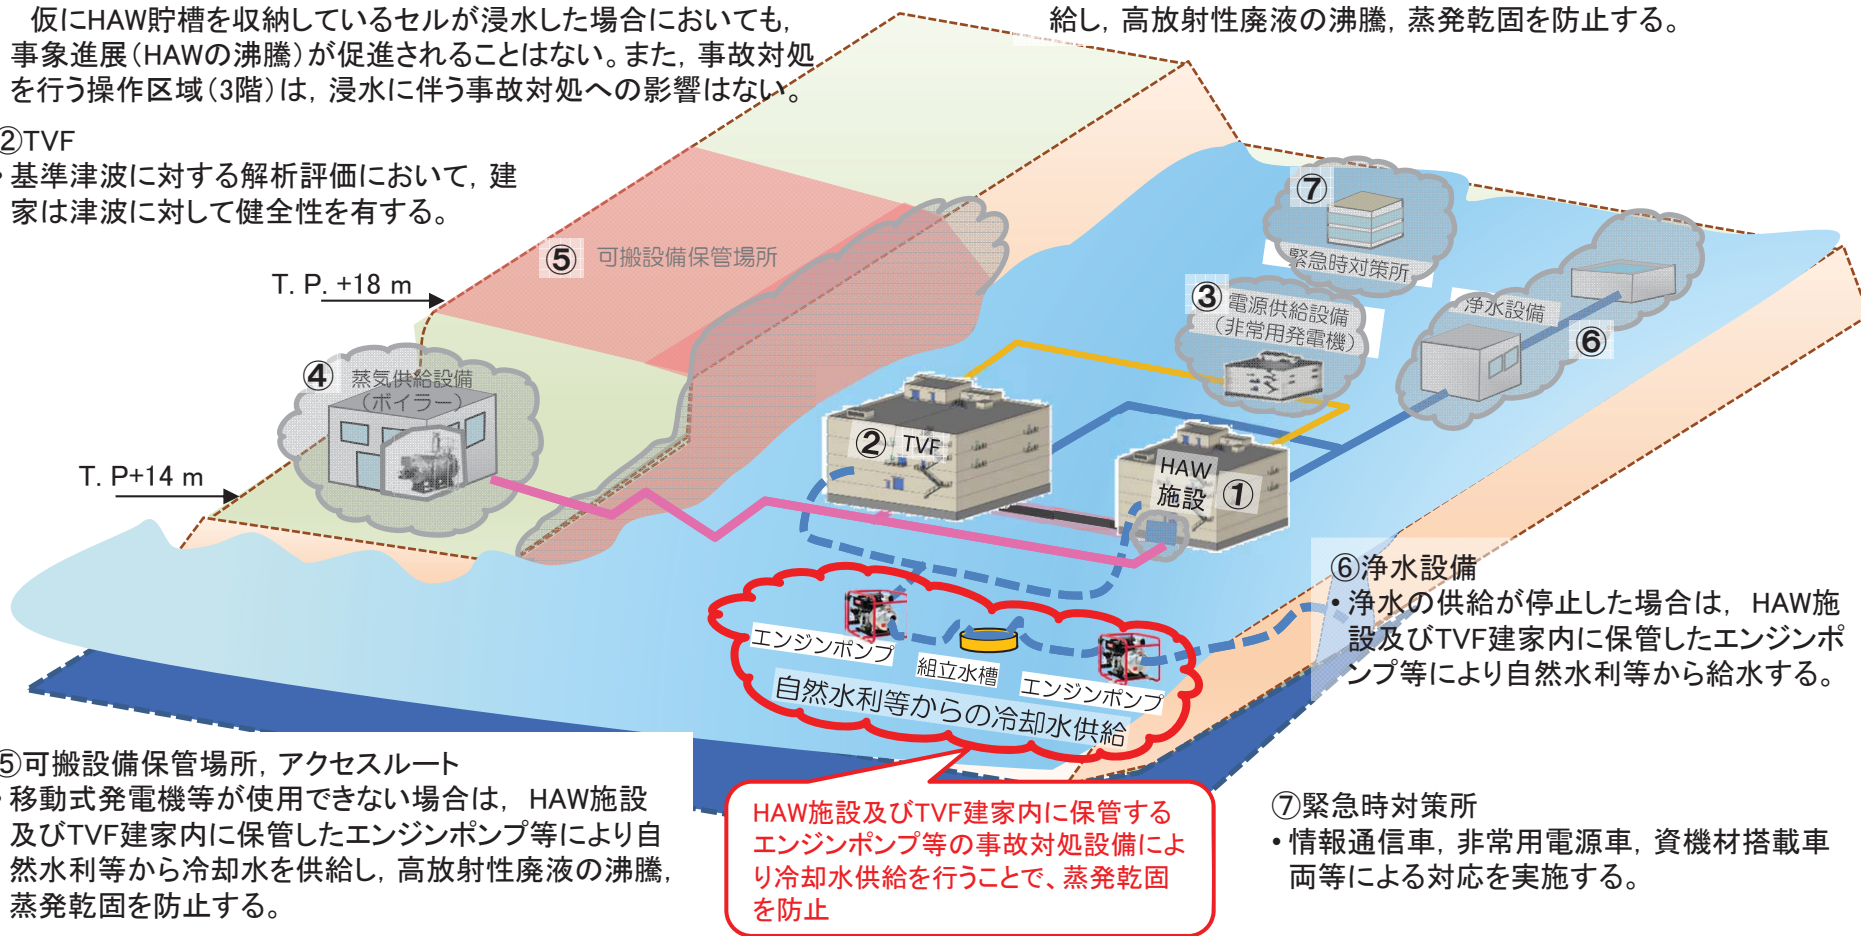 仮にHAW貯槽を収納しているセルが浸水した場合においても,
事象進展(HAWの沸騰)が促進されることはない。また, 事故対処
を行う操作区域(3階)は, 浸水に伴う事故対処への影響はない。
給し, 高放射性廃液の沸騰, 蒸発乾固を防止する。
②TVF
・基準津波に対する解析評価において, 建
家は津波に対して健全性を有する。
T. P. +18 m
T. P+14 m
⑤ 可搬設備保管場所
④ 蒸気供給設備
(ボイラー)
⑦
緊急時対策所
③ 電源供給設備
(非常用発電機)
浄水設備
⑥
② TVF
HAW
施設 ①
エンジンポンプ
組立水槽
エンジンポンプ
自然水利等からの冷却水供給
⑥浄水設備
・浄水の供給が停止した場合は, HAW施
設及びTVF建家内に保管したエンジンポ
ンプ等により自然水利等から給水する。
⑤可搬設備保管場所, アクセスルート
・移動式発電機等が使用できない場合は, HAW施設
及びTVF建家内に保管したエンジンポンプ等により自
然水利等から冷却水を供給し, 高放射性廃液の沸騰,
蒸発乾固を防止する。
HAW施設及びTVF建家内に保管する
エンジンポンプ等の事故対処設備によ
り冷却水供給を行うことで、蒸発乾固
を防止
⑦緊急時対策所
・情報通信車, 非常用電源車, 資機材搭載車
両等による対応を実施する。